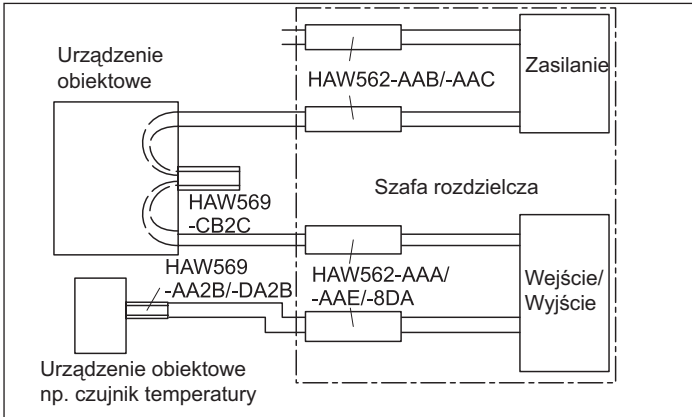 Urządzenie
obiektowe
HAW562-AAB/-AAC
Zasilanie
HAW569
-CB2C
Szafa rozdzielcza
HAW569
-AA2B/-DA2B
HAW562-AAA/
-AAE/-8DA
Wejście/
Wyjście
Urządzenie obiektowe
np. czujnik temperatury